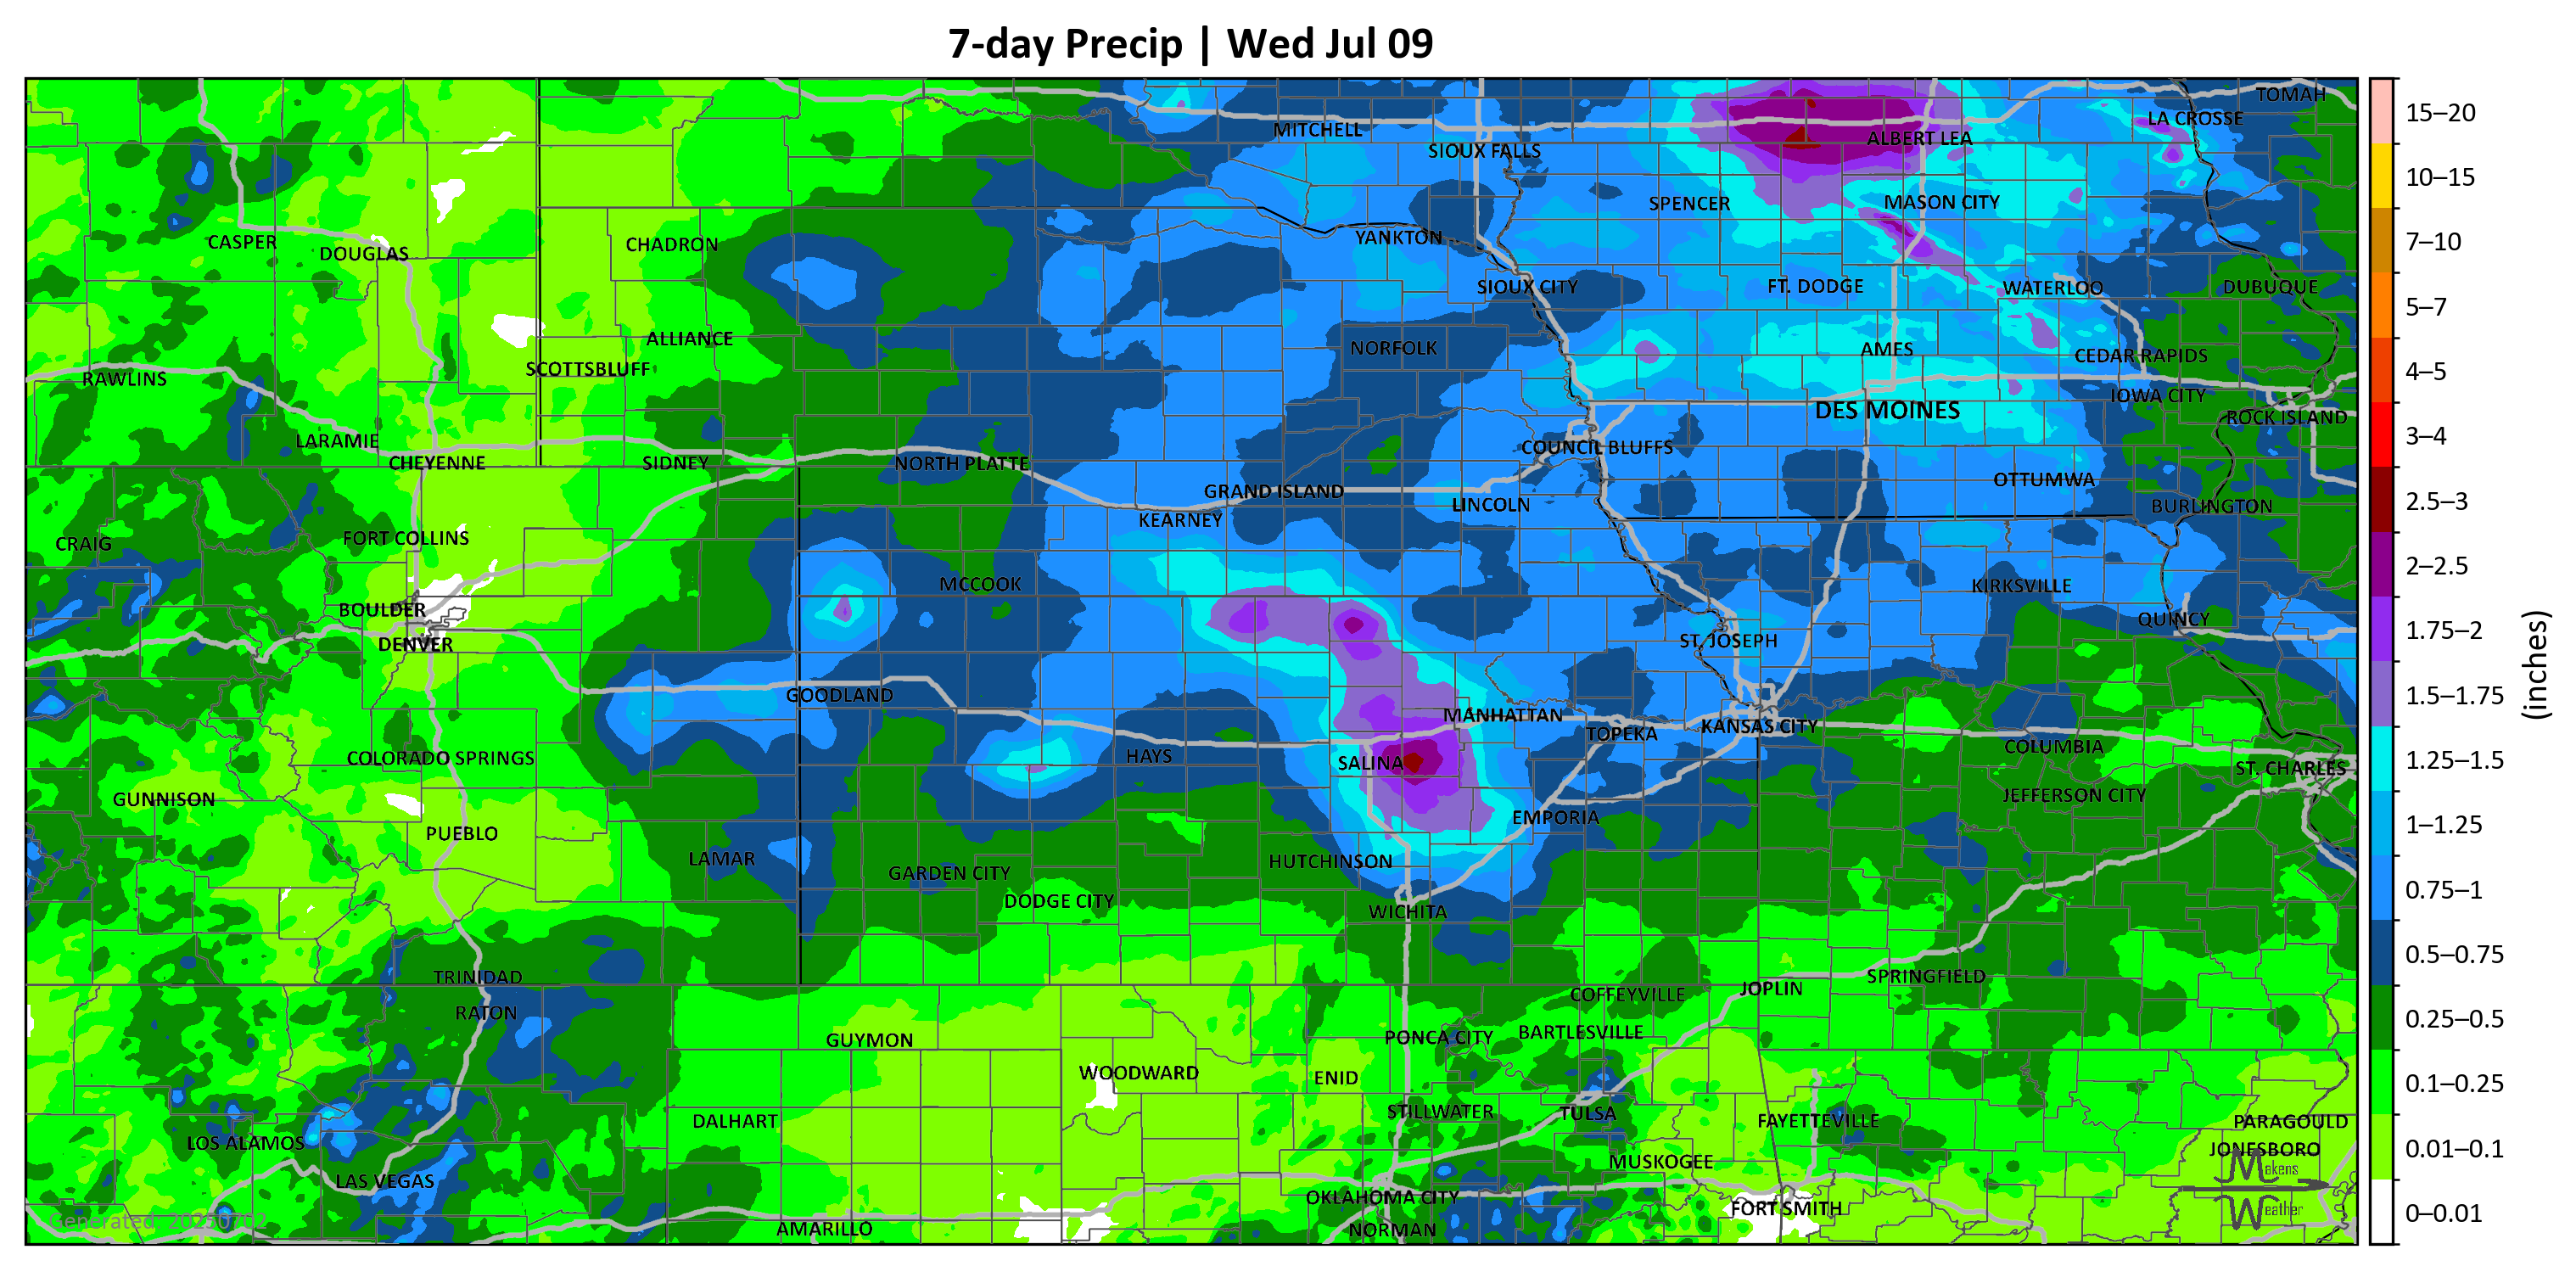 7-day Precip | Wed Jul 09
TOMAH
LA CROSSE
MITCHELL
ALBERT LEA
SIOUX FALLS
SPENCER
MASON CITY
YANKTON
CASPER
DOUGLAS
CHADRON
SIOUX CITY
FT. DODGE
WATERLOO
DUBUQUE
ALLIANCE
NORFOLK
AMES
CEDAR RAPIDS
SCOTTSBLUFF
RAWLINS
IOWA CITY
DES MOINES
ROCK ISLAND
LARAMIE
COUNCIL BLUFFS
CHEYENNE
SIDNEY
NORTH PLATTE
OTTUMWA
GRAND ISLAND
LINCOLN
BURLINGTON
KEARNEY
FORT COLLINS
CRAIG
MCCOOK
KIRKSVILLE
BOULDER
QUINCY
DENVER
ST. JOSEPH
GOODLAND
MANHATTAN
KANSAS CITY
TOPEKA
COLUMBIA
COLORADO SPRINGS
HAYS
SALINA
ST. CHARLES
GUNNISON
JEFFERSON CITY
EMPORIA
PUEBLO
LAMAR
HUTCHINSON
GARDEN CITY
DODGE CITY
WICHITA
TRINIDAD
SPRINGFIELD
JOPLIN
COFFEYVILLE
RATON
BARTLESVILLE
PONCA CITY
GUYMON
WOODWARD
ENID
STILLWATER
TULSA
DALHART
FAYETTEVILLE
PARAGOULD
LOS ALAMOS
JONESBORO
MUSKOGEE
LAS VEGAS
OKLAHOMA CITY
FORT SMITH
AMARILLO
NORMAN
Generated: 20250702
Makens
Weather
15–20
10–15
7–10
5–7
4–5
3–4
2.5–3
2–2.5
1.75–2
1.5–1.75
1.25–1.5
1–1.25
0.75–1
0.5–0.75
0.25–0.5
0.1–0.25
0.01–0.1
0–0.01
(inches)